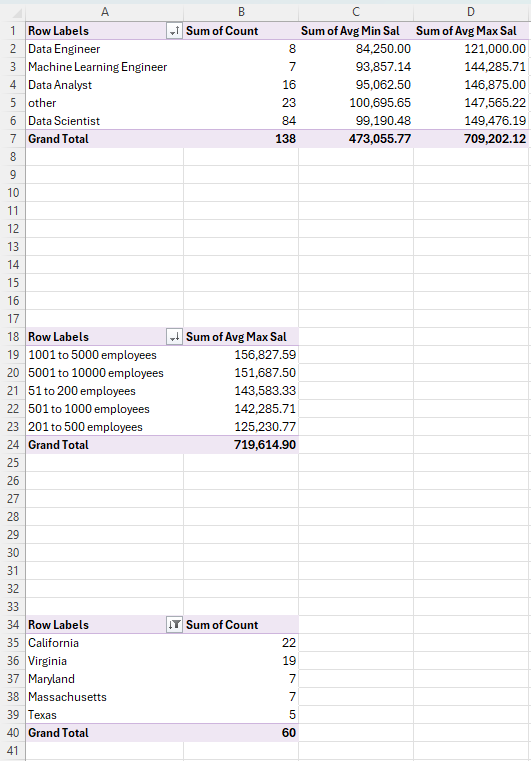 A B C D
1 Row Labels Sum of Count Sum of Avg Min Sal Sum of Avg Max Sal
2 Data Engineer 8 84,250.00 121,000.00
3 Machine Learning Engineer 7 93,857.14 144,285.71
4 Data Analyst 16 95,062.50 146,875.00
5 other 23 100,695.65 147,565.22
6 Data Scientist 84 99,190.48 149,476.19
7 Grand Total 138 473,055.77 709,202.12
8
9
10
11
12
13
14
15
16
17
18 Row Labels Sum of Avg Max Sal
19 1001 to 5000 employees 156,827.59
20 5001 to 10000 employees 151,687.50
21 51 to 200 employees 143,583.33
22 501 to 1000 employees 142,285.71
23 201 to 500 employees 125,230.77
24 Grand Total 719,614.90
25
26
27
28
29
30
31
32
33
34 Row Labels Sum of Count
35 California 22
36 Virginia 19
37 Maryland 7
38 Massachusetts 7
39 Texas 5
40 Grand Total 60
41